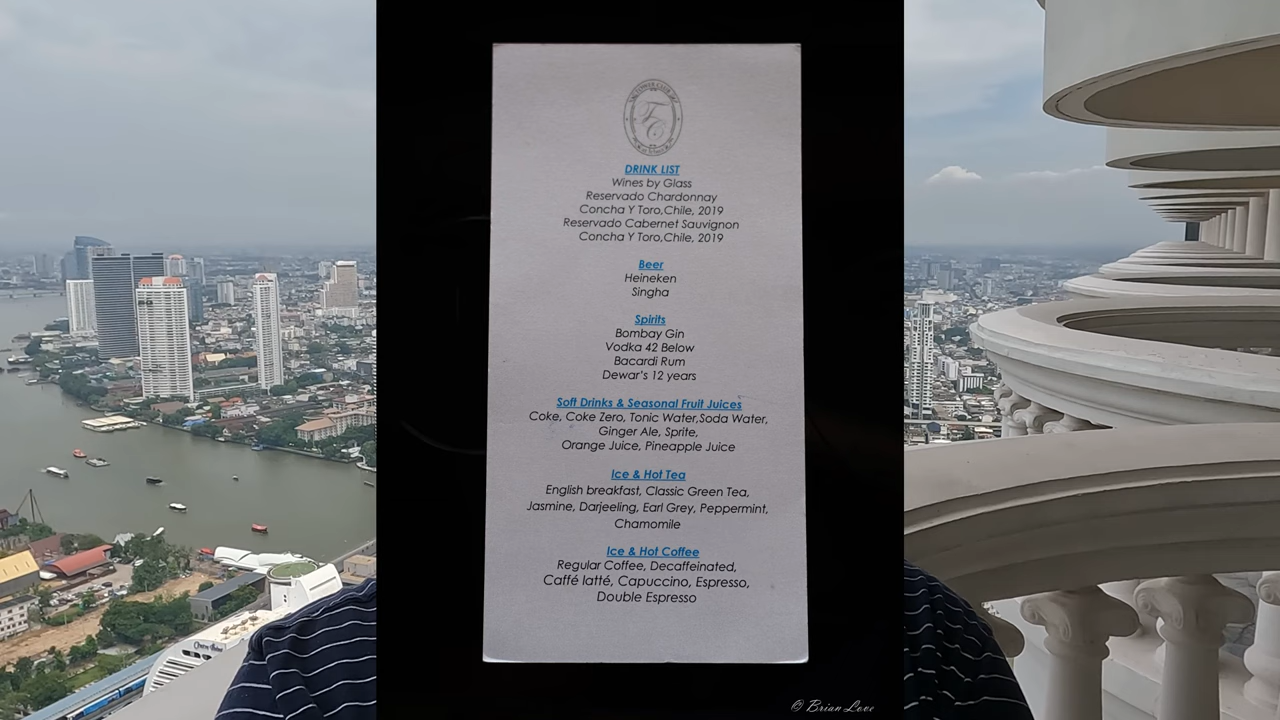 DRINK LIST
Wines by Glass
Reservado Chardonnay
Concha Y Toro,Chile, 2019
Reservado Cabernet Sauvignon
Concha Y Toro,Chile, 2019
Beer
Heineken
Singha
Spirits
Bombay Gin
Vodka 42 Below
Bacardi Rum
Dewar's 12 years
Soft Drinks & Seasonal Fruit Juices
Coke, Coke Zero, Tonic Water,Soda Water,
Ginger Ale, Sprite,
Orange Juice, Pineapple Juice
Ice & Hot Tea
English breakfast, Classic Green Tea,
Jasmine, Darjeeling, Earl Grey, Peppermint,
Chamomile
Ice & Hot Coffee
Regular Coffee, Decaffeinated,
Caffé latté, Capuccino, Espresso,
Double Espresso
© Brian Love